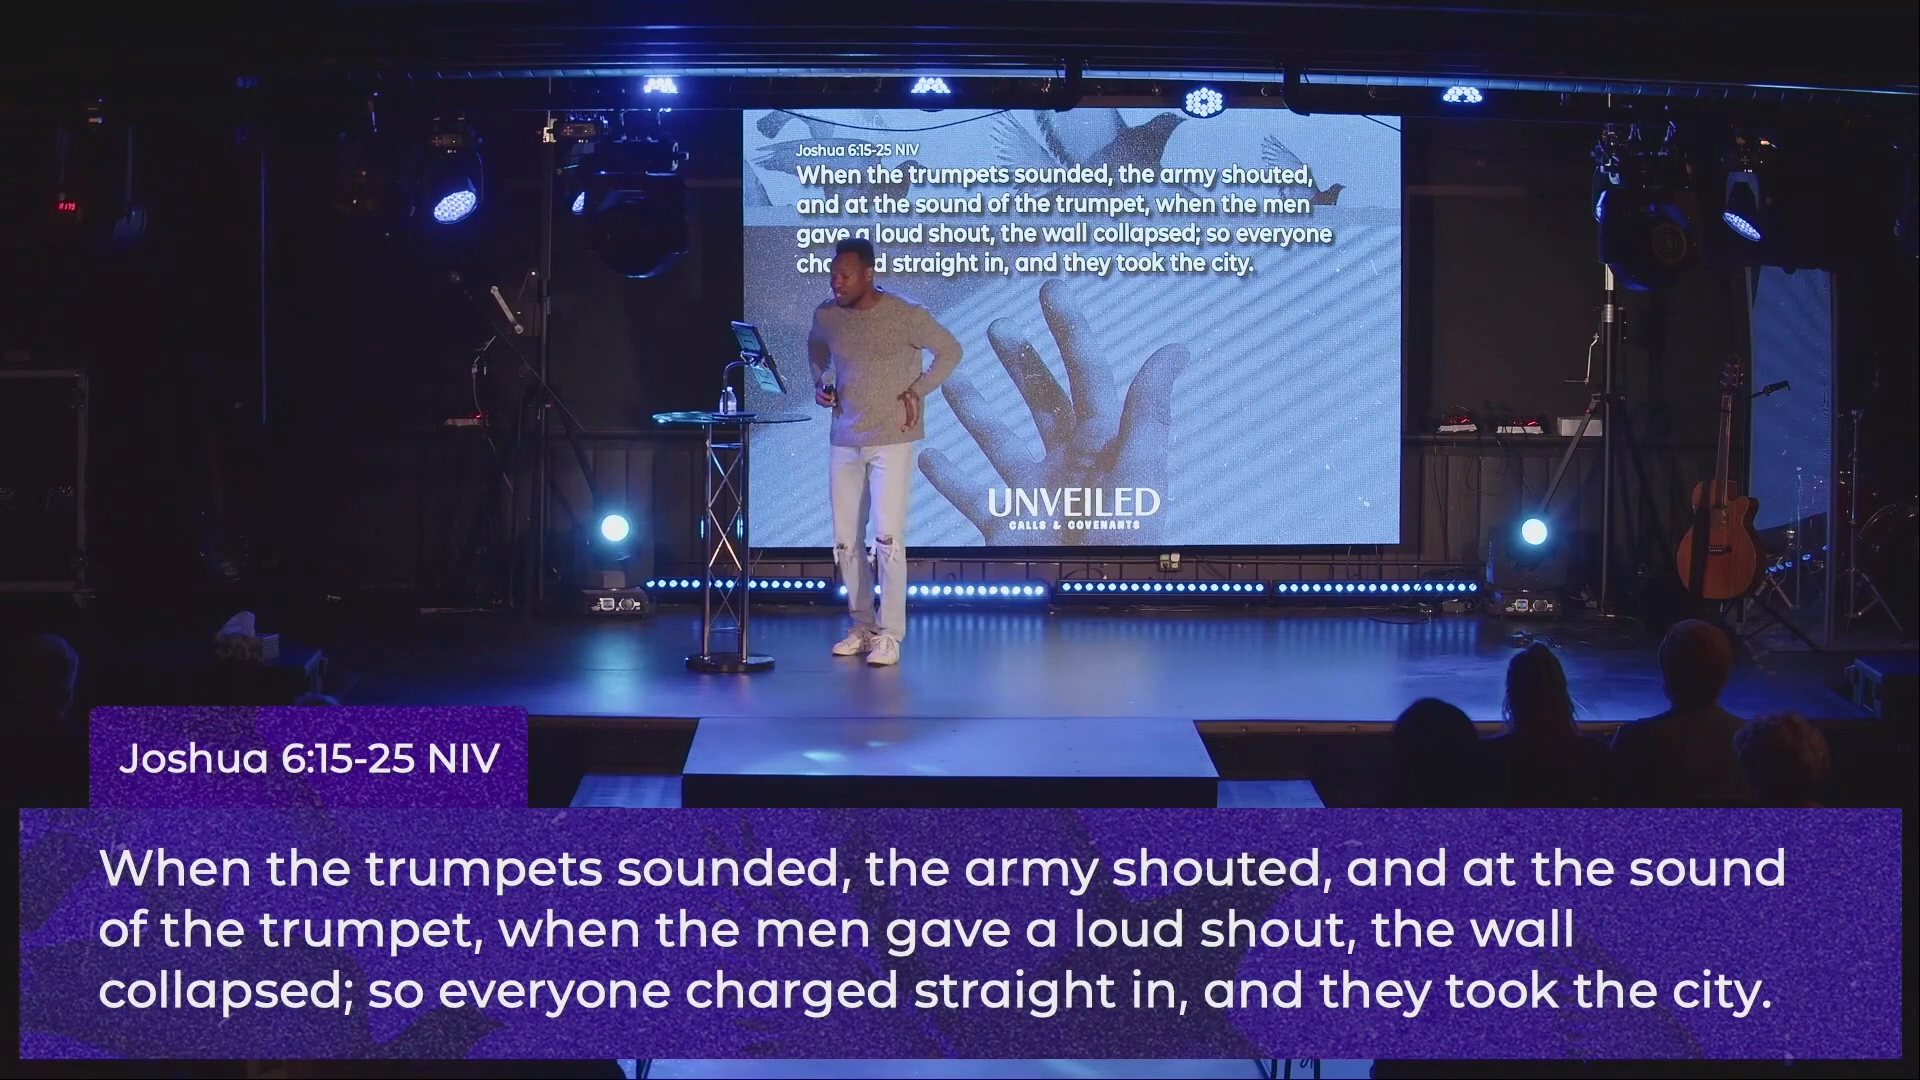 Joshua 6:15-25 NIV
When the trumpets sounded, the army shouted,
and at the sound of the trumpet, when the men
gave a loud shout, the wall collapsed; so everyone
straight in, and they took the city.
UNVEILED
CALLS & COVENANTS
Joshua 6:15-25 NIV
When the trumpets sounded, the army shouted, and at the sound
of the trumpet, when the men gave a loud shout, the wall
collapsed; so everyone charged straight in, and they took the city.